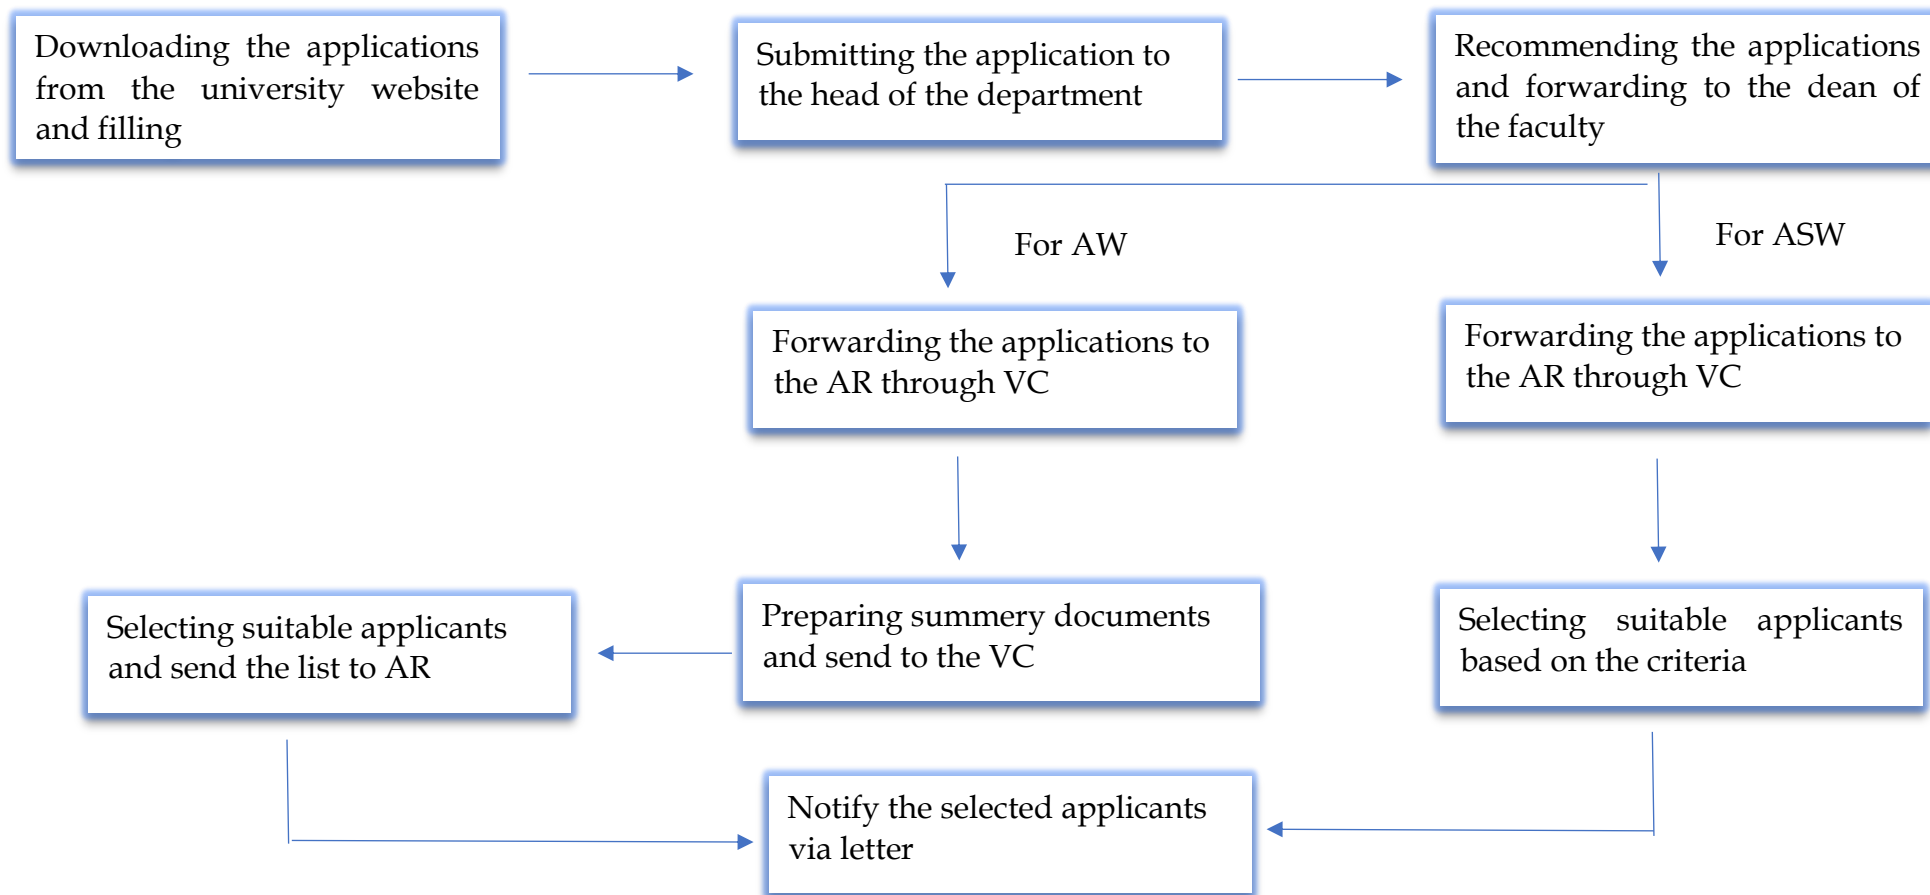 Downloading the applications
from the university website
and filling
Submitting the application to
the head of the department
Recommending the applications
and forwarding to the dean of
the faculty
For AW
For ASW
Forwarding the applications to
the AR through VC
Forwarding the applications to
the AR through VC
Selecting suitable applicants
and send the list to AR
Preparing summery documents
and send to the VC
Selecting suitable applicants
based on the criteria
Notify the selected applicants
via letter